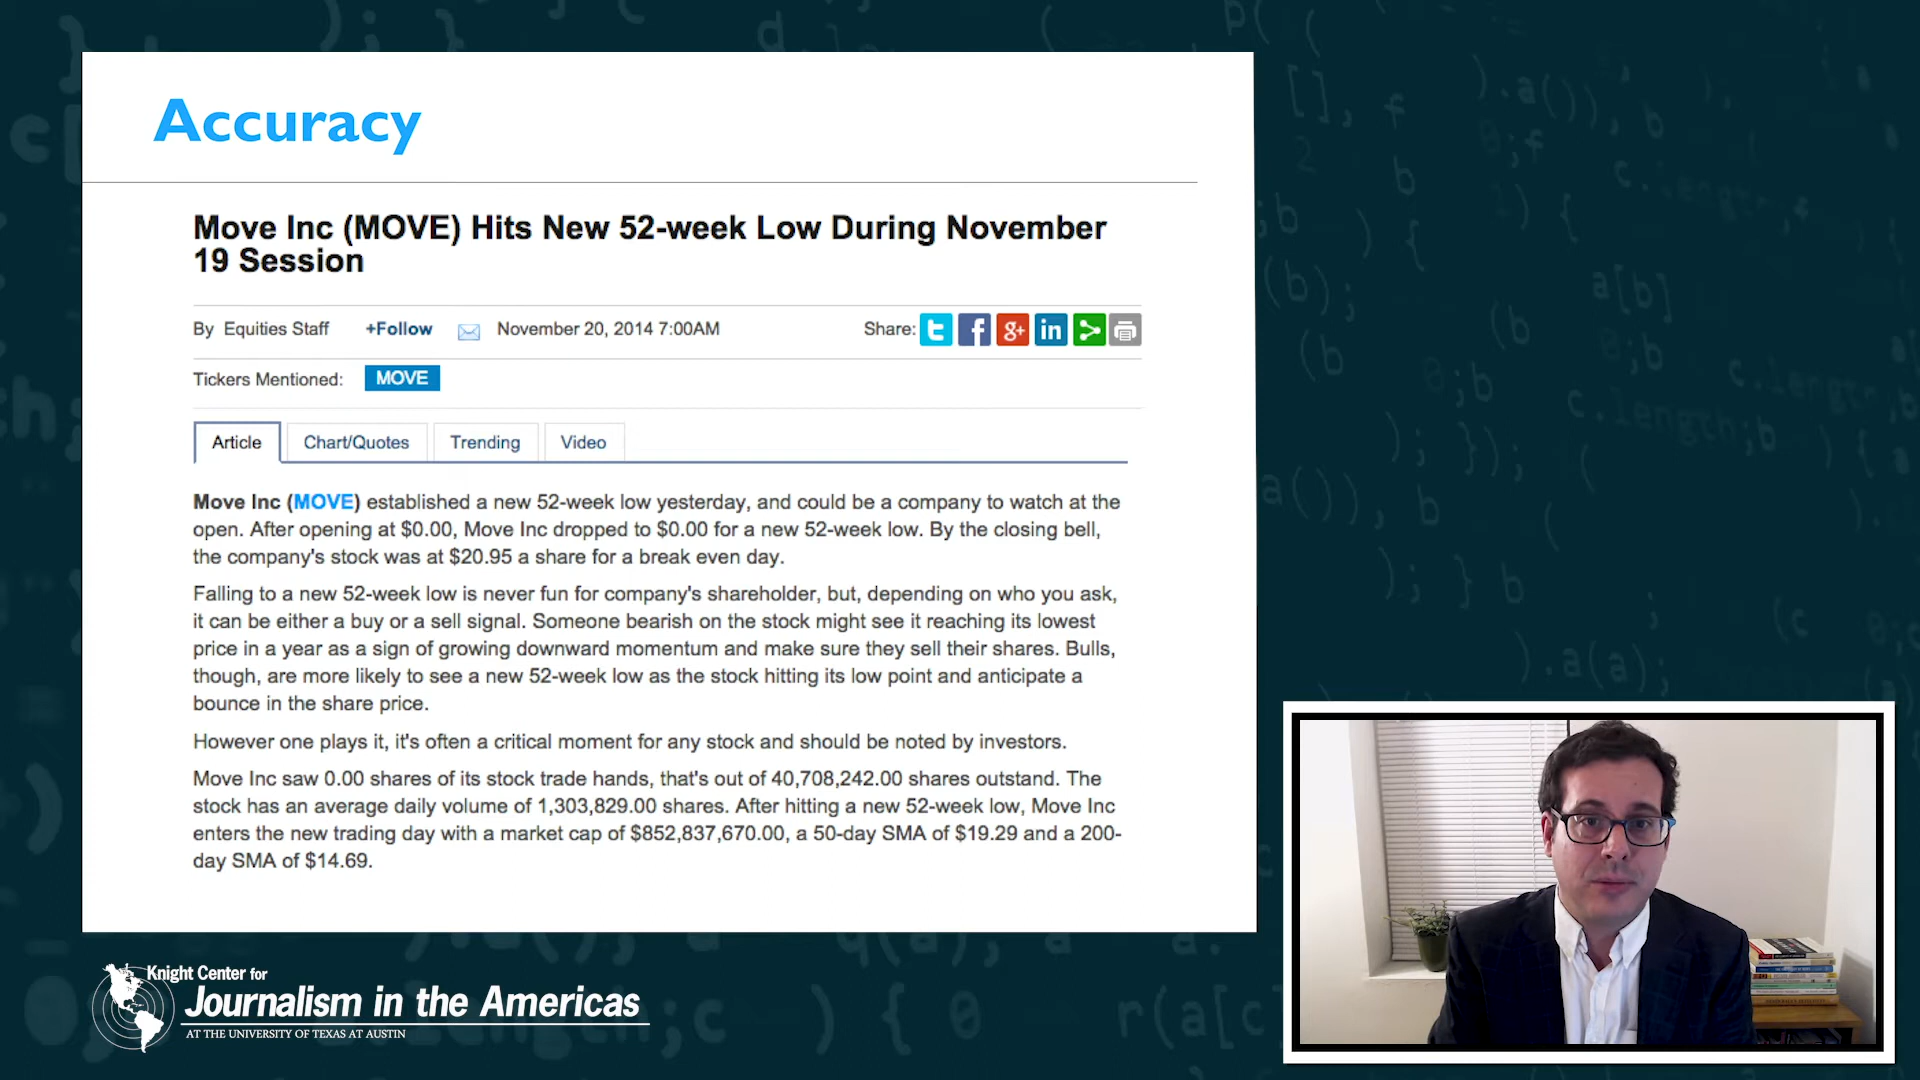 Accuracy
Move Inc (MOVE) Hits New 52-week Low During November
19 Session
By Equities Staff +Follow November 20, 2014 7:00AM Share:
Tickers Mentioned: MOVE
Article Chart/Quotes Trending Video
Move Inc (MOVE) established a new 52-week low yesterday, and could be a company to watch at the
open. After opening at $0.00, Move Inc dropped to $0.00 for a new 52-week low. By the closing bell,
the company's stock was at $20.95 a share for a break even day.
Falling to a new 52-week low is never fun for company's shareholder, but, depending on who you ask,
it can be either a buy or a sell signal. Someone bearish on the stock might see it reaching its lowest
price in a year as a sign of growing downward momentum and make sure they sell their shares. Bulls,
though, are more likely to see a new 52-week low as the stock hitting its low point and anticipate a
bounce in the share price.
However one plays it, it's often a critical moment for any stock and should be noted by investors.
Move Inc saw 0.00 shares of its stock trade hands, that's out of 40,708,242.00 shares outstand. The
stock has an average daily volume of 1,303,829.00 shares. After hitting a new 52-week low, Move Inc
enters the new trading day with a market cap of $852,837,670.00, a 50-day SMA of $19.29 and a 200-
day SMA of $14.69.
Knight Center for
Journalism in the Americas
AT THE UNIVERSITY OF TEXAS AT AUSTIN